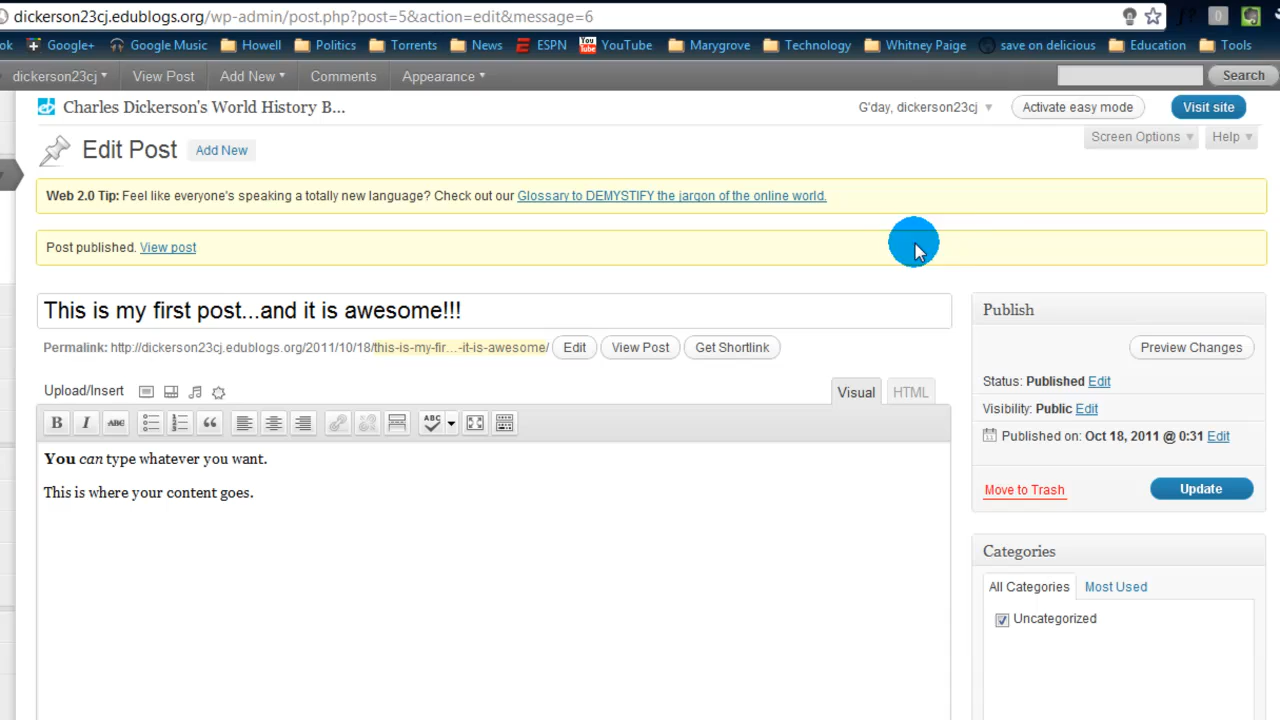 dickerson23cj.edublogs.org/wp-admin/post.php?post=5&action=edit&message=6
ok Google+ Google Music Howell Politics Torrents News ESPN YouTube Marygrove Technology Whitney Paige save on delicious Education Tools
dickerson23cj View Post Add New Comments Appearance Search
Charles Dickerson's World History B... G'day, dickerson23cj Activate easy mode Visit site
Edit Post Add New Screen Options Help
Web 2.0 Tip: Feel like everyone's speaking a totally new language? Check out our Glossary to DEMYSTIFY the jargon of the online world.
Post published. View post
This is my first post...and it is awesome!!!
Permalink: http://dickerson23cj.edublogs.org/2011/10/18/this-is-my-fir...-it-is-awesome/ Edit View Post Get Shortlink
Upload/Insert Visual HTML
B I ABC ABC
You can type whatever you want.
This is where your content goes.
Publish
Preview Changes
Status: Published Edit
Visibility: Public Edit
Published on: Oct 18, 2011 @ 0:31 Edit
Move to Trash Update
Categories
All Categories Most Used
Uncategorized